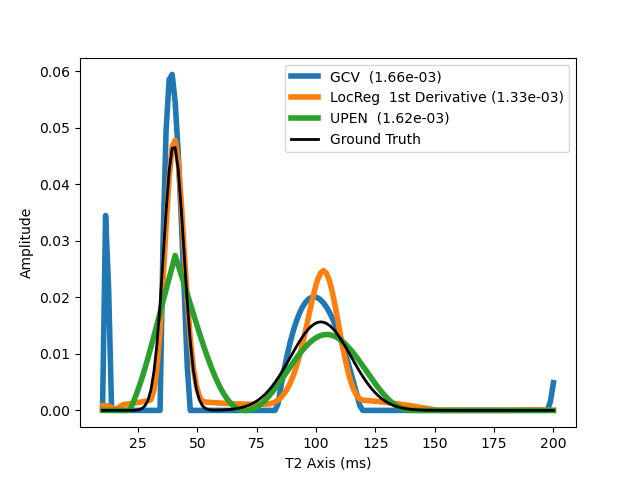 0.06
0.05
0.04
0.03
0.02
0.01
0.00
Amplitude
GCV (1.66e-03)
LocReg 1st Derivative (1.33e-03)
UPEN (1.62e-03)
Ground Truth
25 50 75 100 125 150 175 200
T2 Axis (ms)